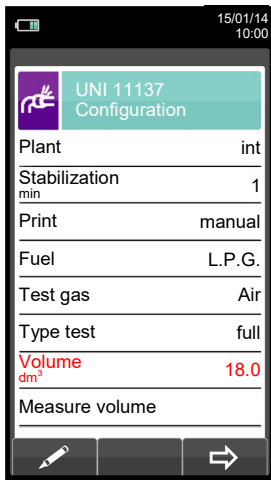 15/01/14
10:00
UNI 11137
Configuration
Plant int
Stabilization
min 1
Print manual
Fuel L.P.G.
Test gas Air
Type test full
Volume
dm³ 18.0
Measure volume